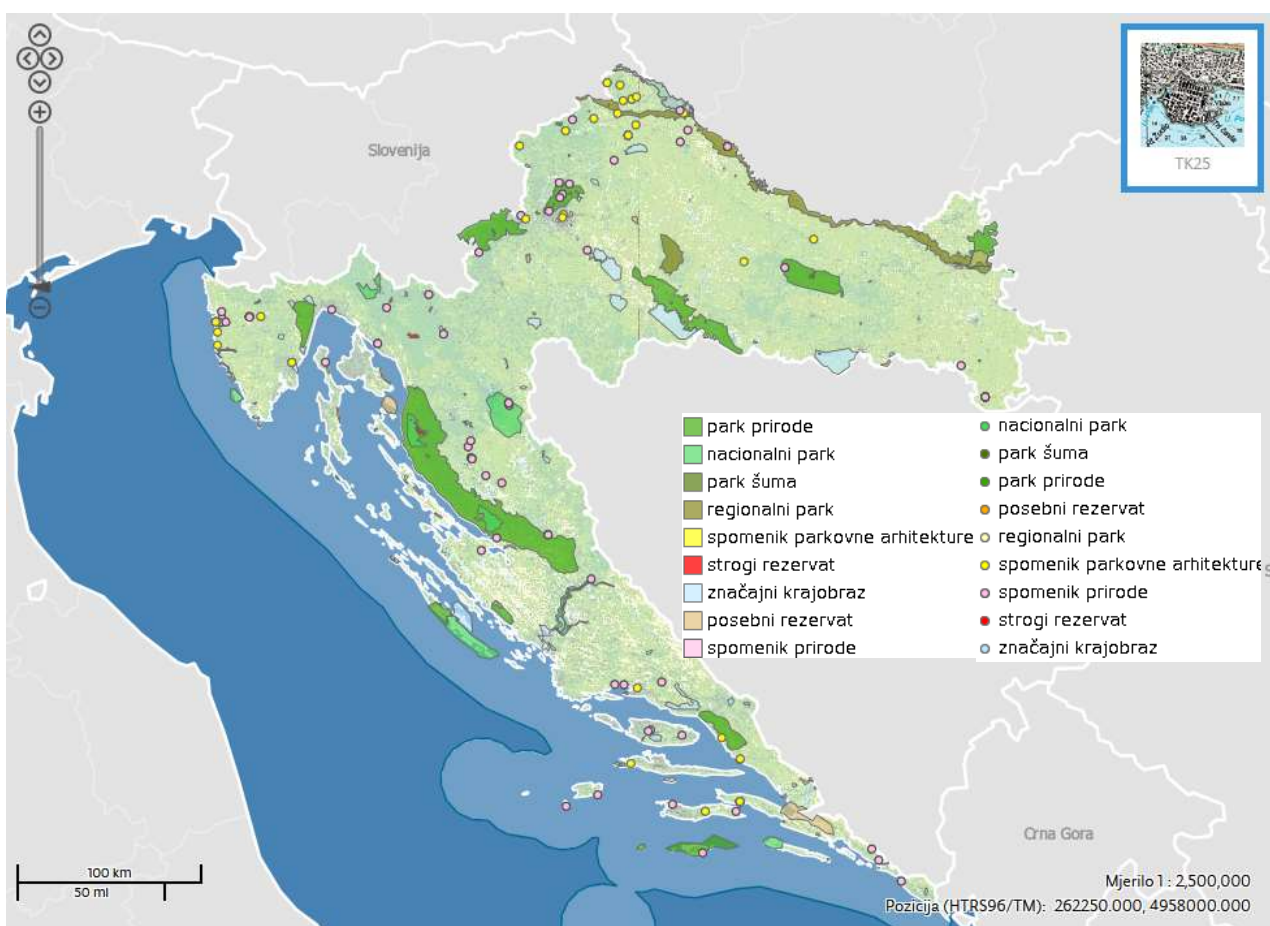 TK25
Slovenija
park prirode
nacionalni park
park šuma
regionalni park
spomenik parkovne arhitekture
strogi rezervat
značajni krajobraz
posebni rezervat
spomenik prirode
nacionalni park
park šuma
park prirode
posebni rezervat
regionalni park
spomenik parkovne arhitekture
spomenik prirode
strogi rezervat
značajni krajobraz
Crna Gora
100 km
50 mi
Mjerilo 1 : 2,500,000
Pozicija (HTRS96/TM): 262250.000, 4958000.000